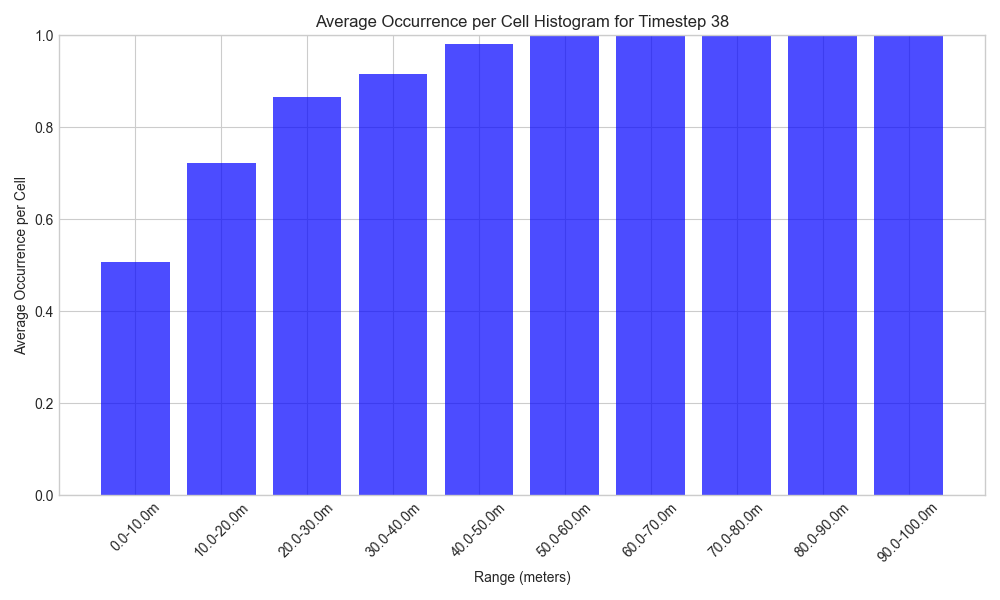 Average Occurrence per Cell Histogram for Timestep 38
Average Occurrence per Cell
1.0
0.8
0.6
0.4
0.2
0.0
0.0-10.0m
10.0-20.0m
20.0-30.0m
30.0-40.0m
40.0-50.0m
50.0-60.0m
60.0-70.0m
70.0-80.0m
80.0-90.0m
90.0-100.0m
Range (meters)